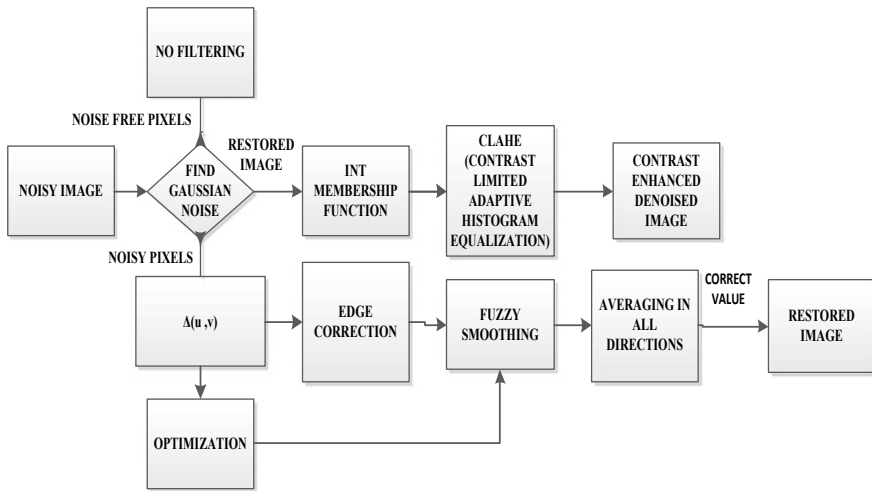 NO FILTERING
NOISE FREE PIXELS
RESTORED
IMAGE
NOISY IMAGE
FIND
GAUSSIAN
NOISE
INT
MEMBERSHIP
FUNCTION
CLAHE
(CONTRAST
LIMITED
ADAPTIVE
HISTOGRAM
EQUALIZATION)
CONTRAST
ENHANCED
DENOISED
IMAGE
NOISY PIXELS
Δ(u ,v)
EDGE
CORRECTION
FUZZY
SMOOTHING
AVERAGING IN
ALL
DIRECTIONS
CORRECT
VALUE
RESTORED
IMAGE
OPTIMIZATION